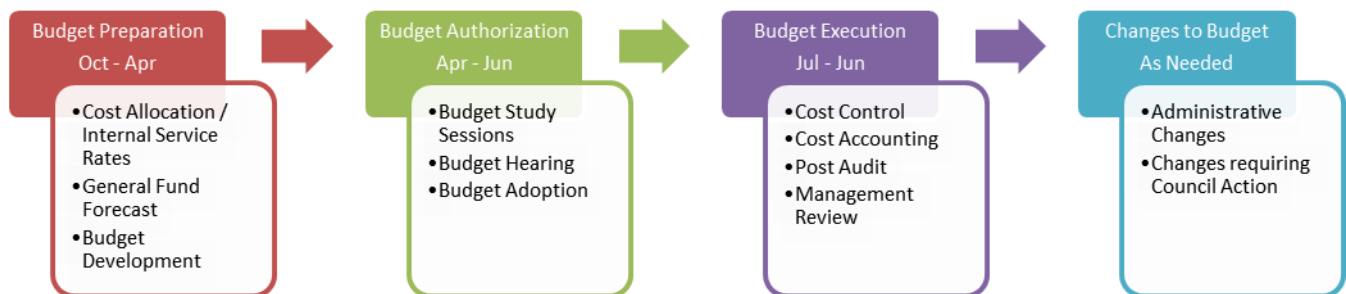 Budget Preparation
Oct - Apr
•Cost Allocation /
Internal Service
Rates
•General Fund
Forecast
•Budget
Development
Budget Authorization
Apr - Jun
•Budget Study
Sessions
•Budget Hearing
•Budget Adoption
Budget Execution
Jul - Jun
•Cost Control
•Cost Accounting
•Post Audit
•Management
Review
Changes to Budget
As Needed
•Administrative
Changes
•Changes requiring
Council Action